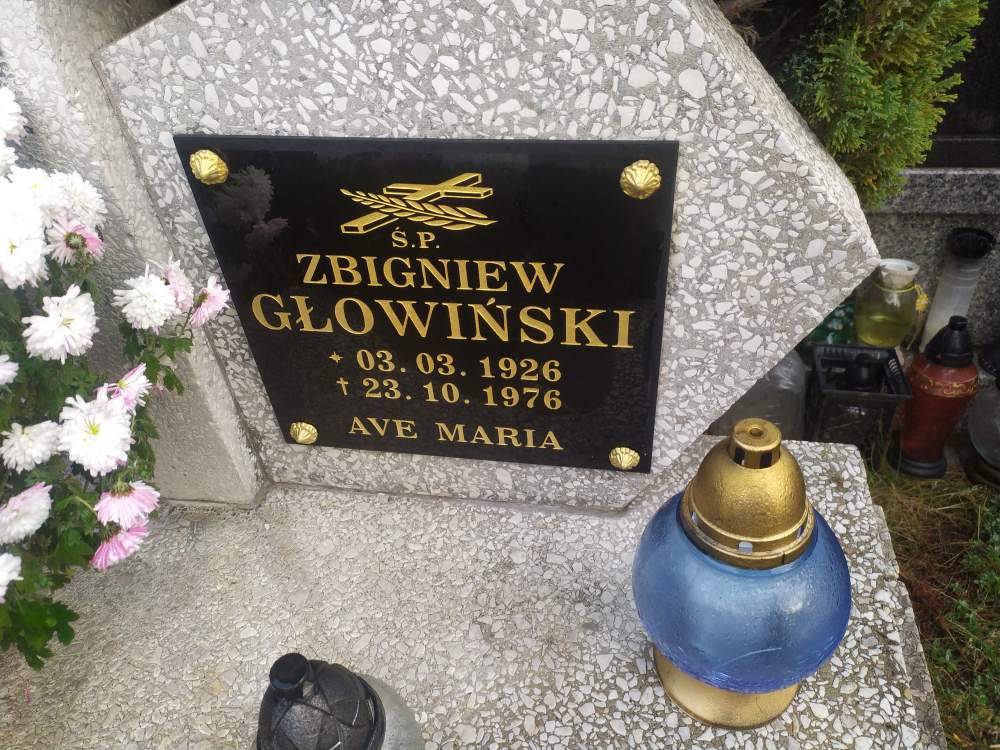 Ś.P.
ZBIGNIEW
GŁOWIŃSKI
✦ 03. 03. 1926
† 23. 10. 1976
AVE MARIA